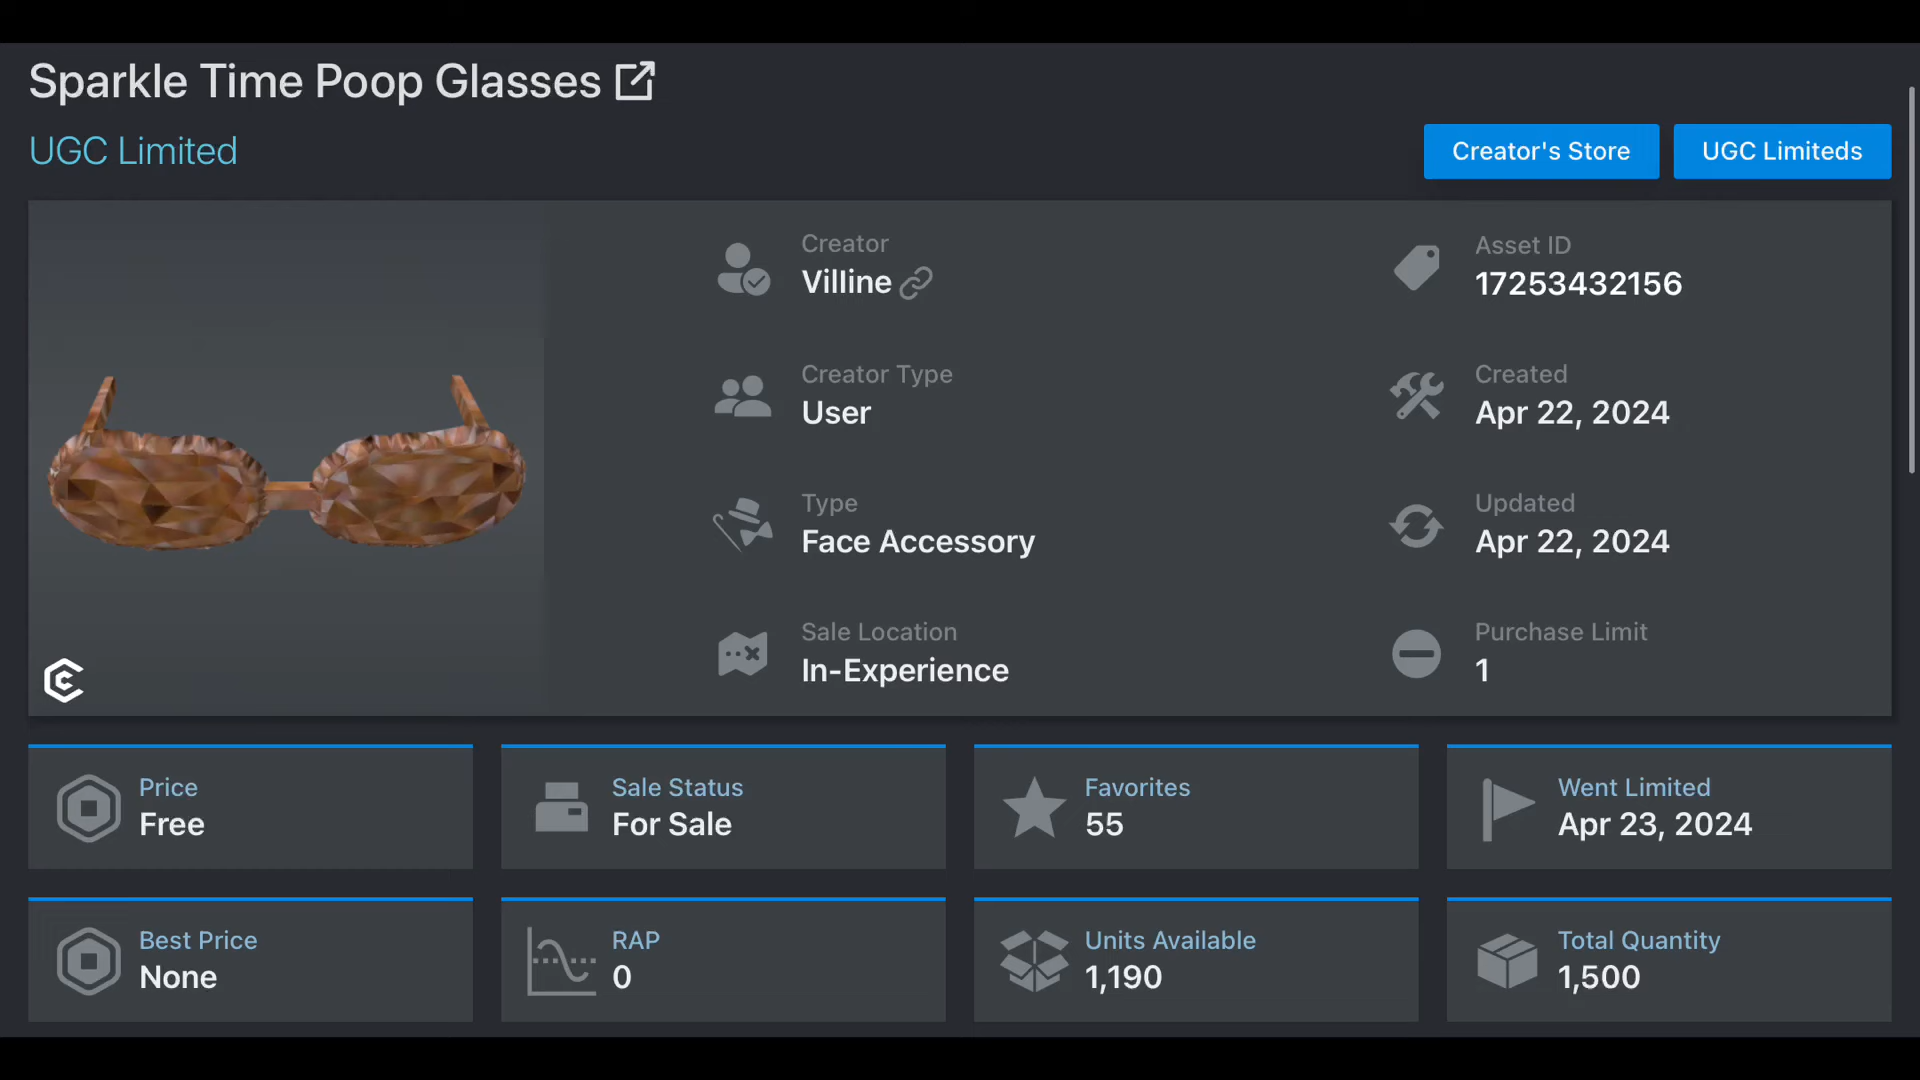 Sparkle Time Poop Glasses
UGC Limited
Creator's Store
UGC Limiteds
Creator
Villine
Asset ID
17253432156
Creator Type
User
Created
Apr 22, 2024
Type
Face Accessory
Updated
Apr 22, 2024
Sale Location
In-Experience
Purchase Limit
1
Price
Free
Sale Status
For Sale
Favorites
55
Went Limited
Apr 23, 2024
Best Price
None
RAP
0
Units Available
1,190
Total Quantity
1,500